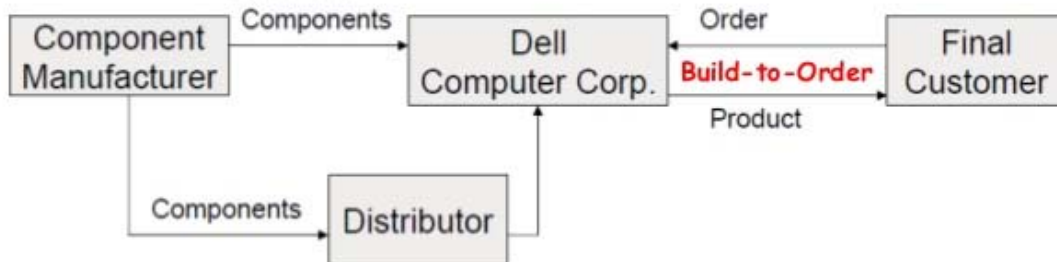 Component
Manufacturer
Components
Dell
Computer Corp.
Order
Build-to-Order
Product
Final
Customer
Components
Distributor